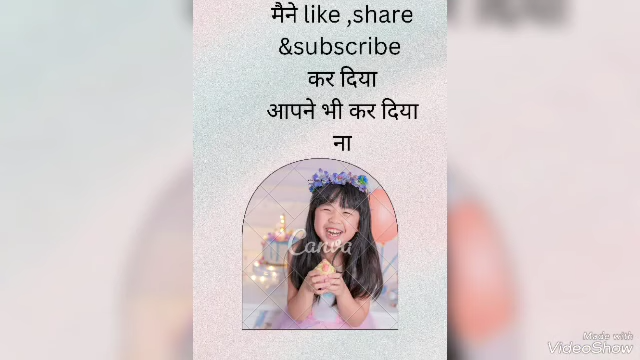 मैने like ,share
&subscribe
कर दिया
आपने भी कर दिया
ना
Canva
Made with
VideoShow